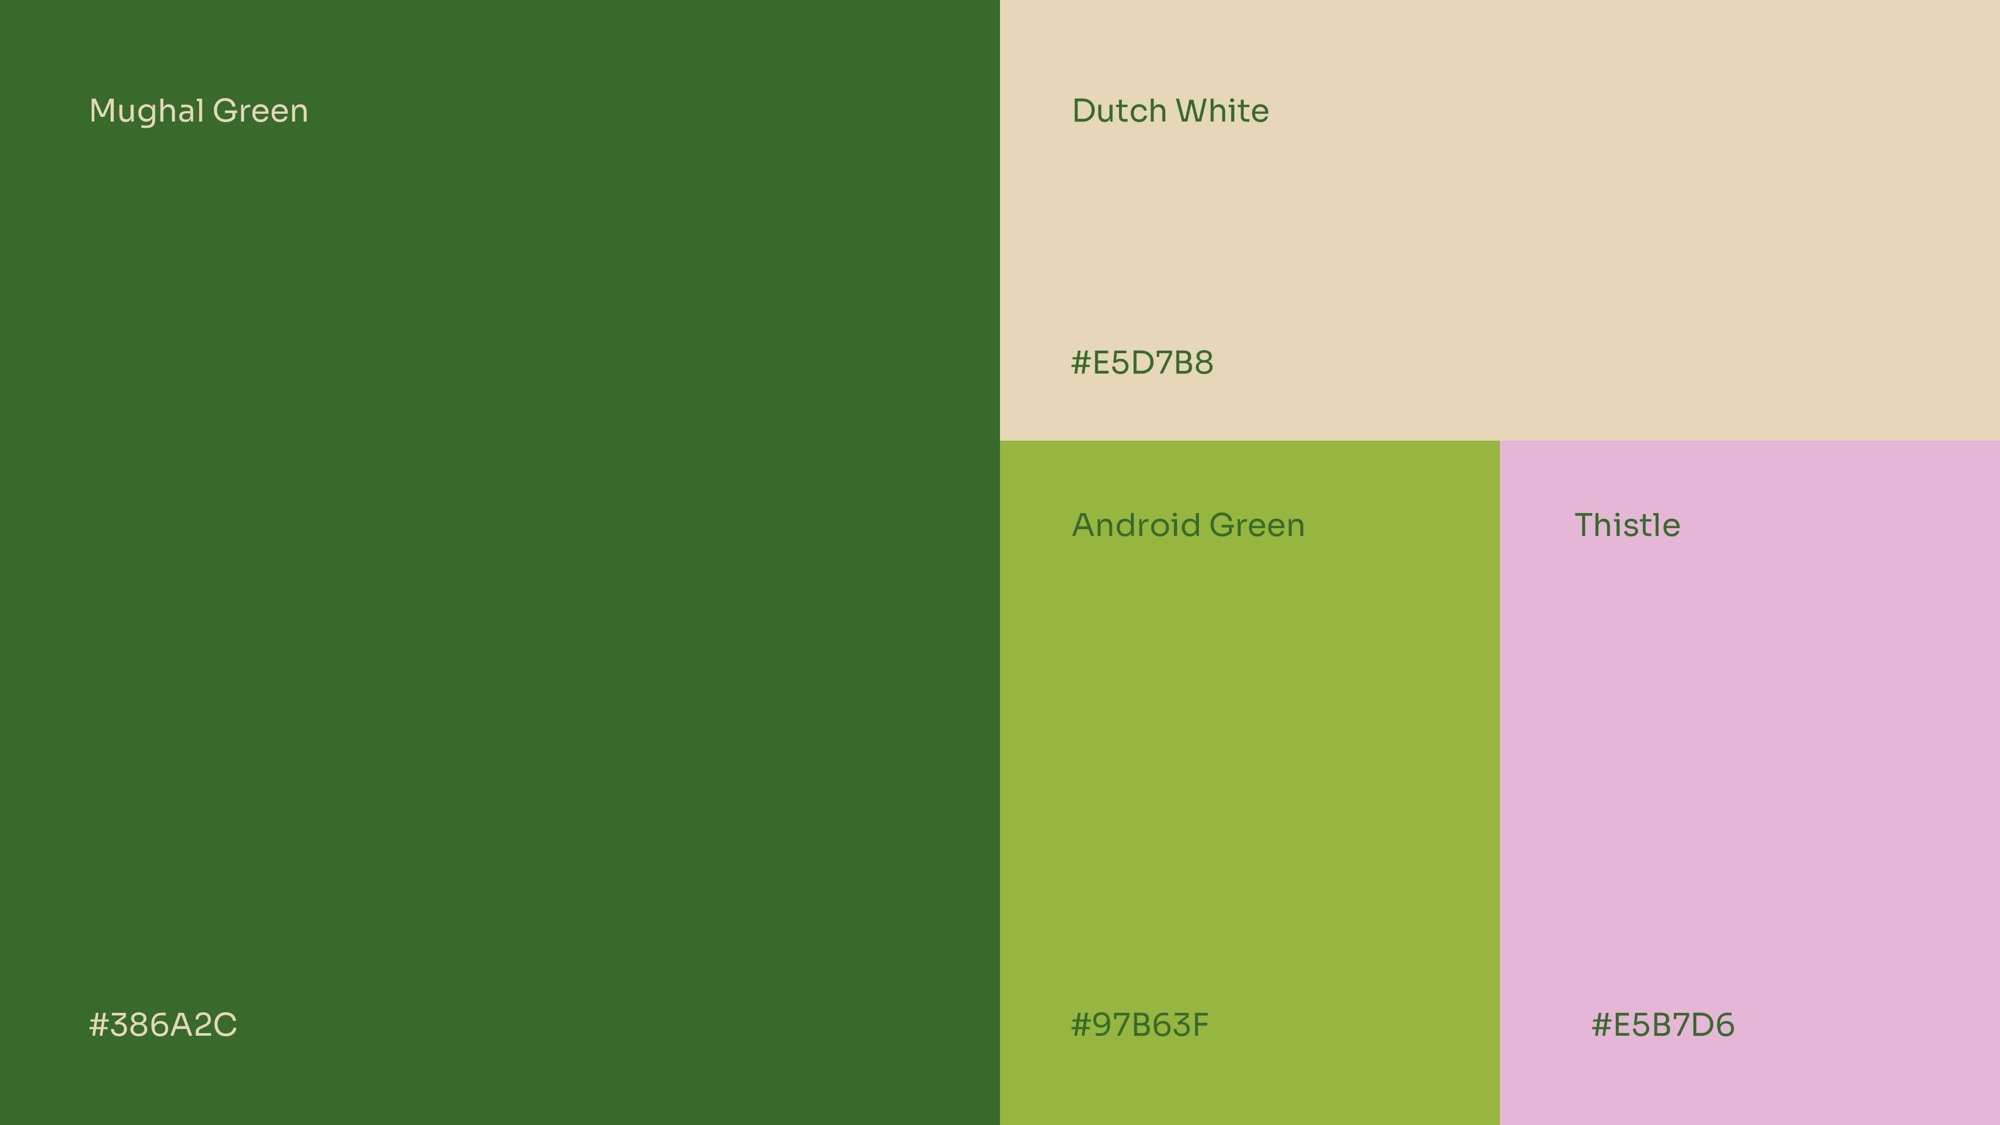 Mughal Green
#386A2C
Dutch White
#E5D7B8
Android Green
#97B63F
Thistle
#E5B7D6